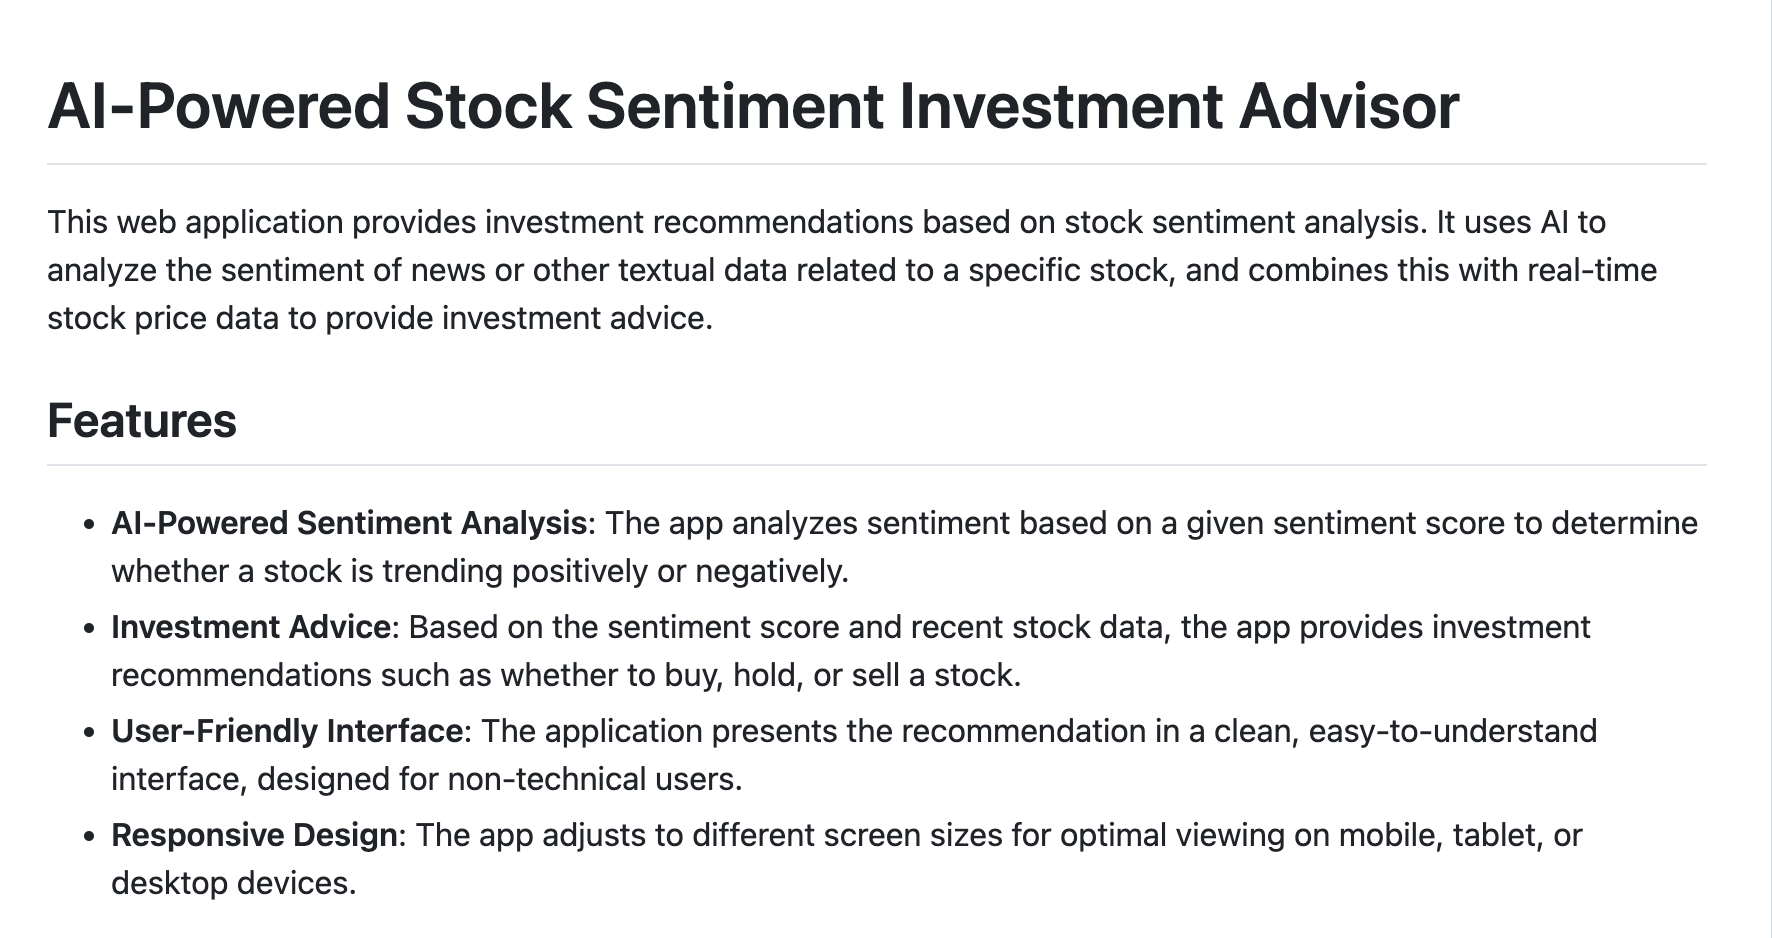 AI-Powered Stock Sentiment Investment Advisor
This web application provides investment recommendations based on stock sentiment analysis. It uses AI to
analyze the sentiment of news or other textual data related to a specific stock, and combines this with real-time
stock price data to provide investment advice.
Features
• AI-Powered Sentiment Analysis: The app analyzes sentiment based on a given sentiment score to determine
whether a stock is trending positively or negatively.
• Investment Advice: Based on the sentiment score and recent stock data, the app provides investment
recommendations such as whether to buy, hold, or sell a stock.
• User-Friendly Interface: The application presents the recommendation in a clean, easy-to-understand
interface, designed for non-technical users.
• Responsive Design: The app adjusts to different screen sizes for optimal viewing on mobile, tablet, or
desktop devices.